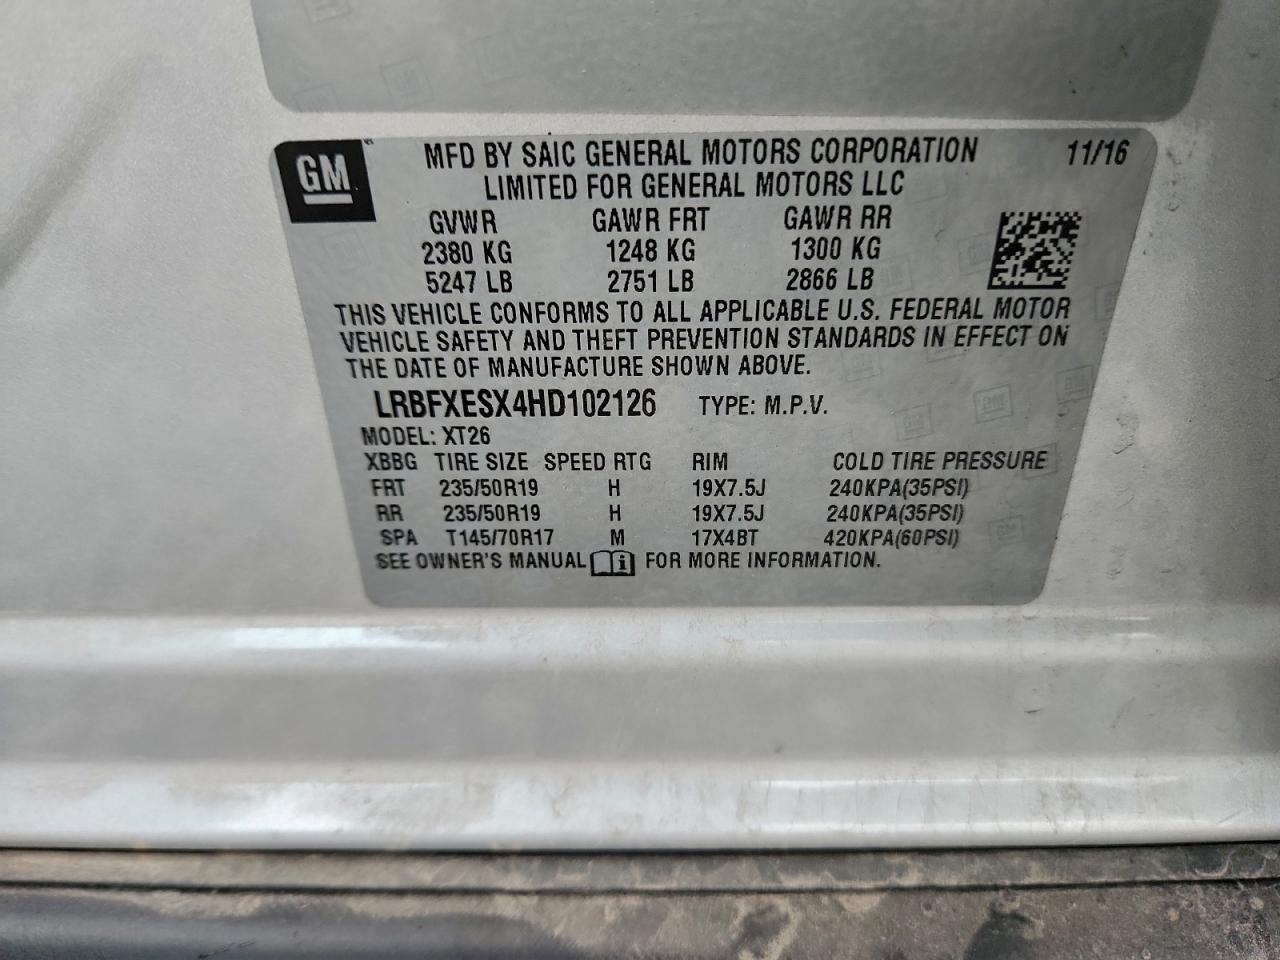 GM
MFD BY SAIC GENERAL MOTORS CORPORATION 11/16
LIMITED FOR GENERAL MOTORS LLC
GVWR GAWR FRT GAWR RR
2380 KG 1248 KG 1300 KG
5247 LB 2751 LB 2866 LB
THIS VEHICLE CONFORMS TO ALL APPLICABLE U.S. FEDERAL MOTOR
VEHICLE SAFETY AND THEFT PREVENTION STANDARDS IN EFFECT ON
THE DATE OF MANUFACTURE SHOWN ABOVE.
LRBFXESX4HD102126 TYPE: M.P.V.
MODEL: XT26
XBBG TIRE SIZE SPEED RTG RIM COLD TIRE PRESSURE
FRT 235/50R19 H 19X7.5J 240KPA(35PSI)
RR 235/50R19 H 19X7.5J 240KPA(35PSI)
SPA T145/70R17 M 17X4BT 420KPA(60PSI)
SEE OWNER'S MANUAL i FOR MORE INFORMATION.